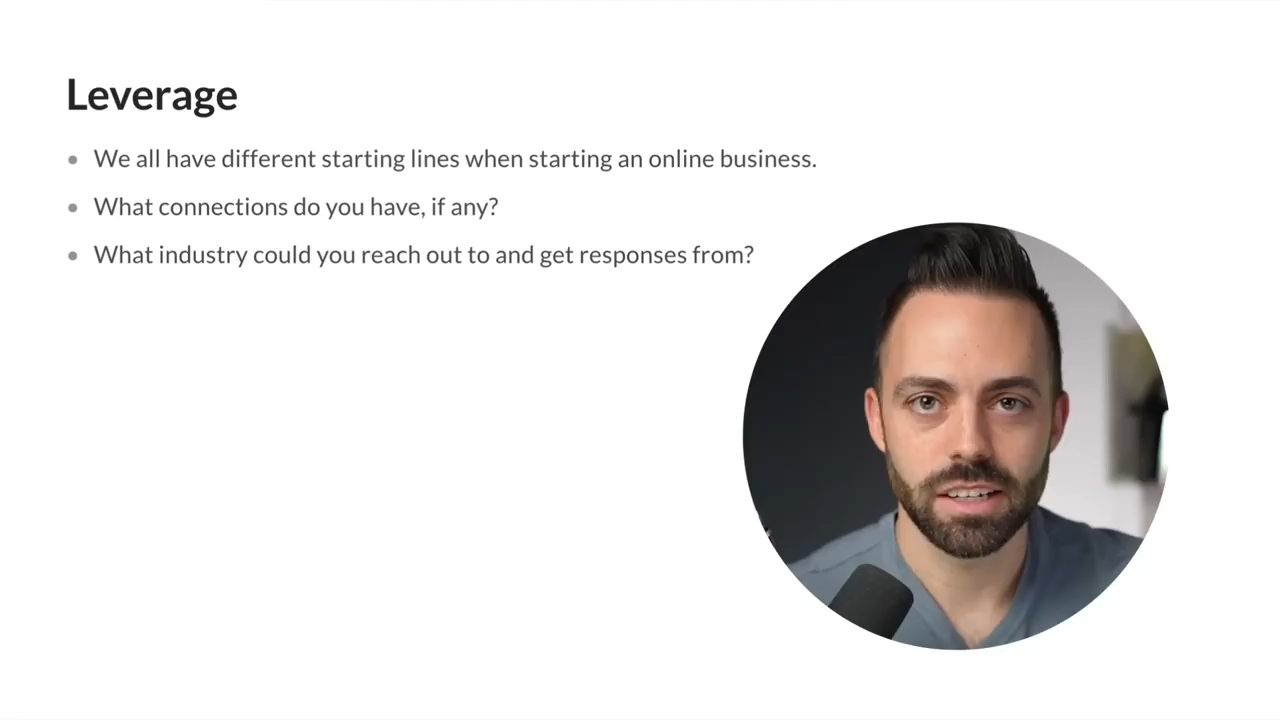 Leverage
We all have different starting lines when starting an online business.
What connections do you have, if any?
What industry could you reach out to and get responses from?